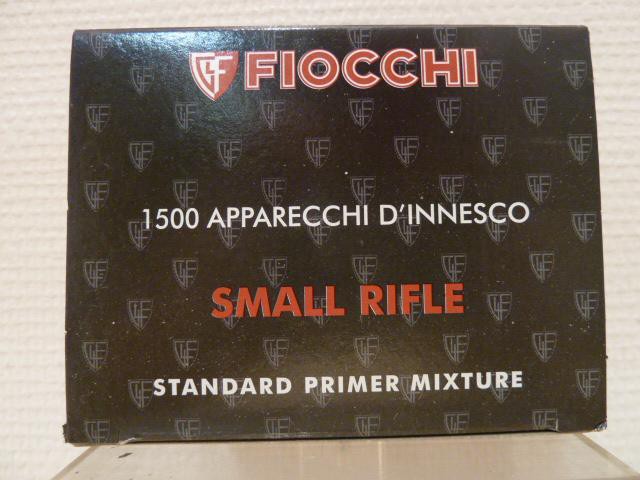 FIOCCHI
1500 APPARECCHI D'INNESCO
SMALL RIFLE
STANDARD PRIMER MIXTURE